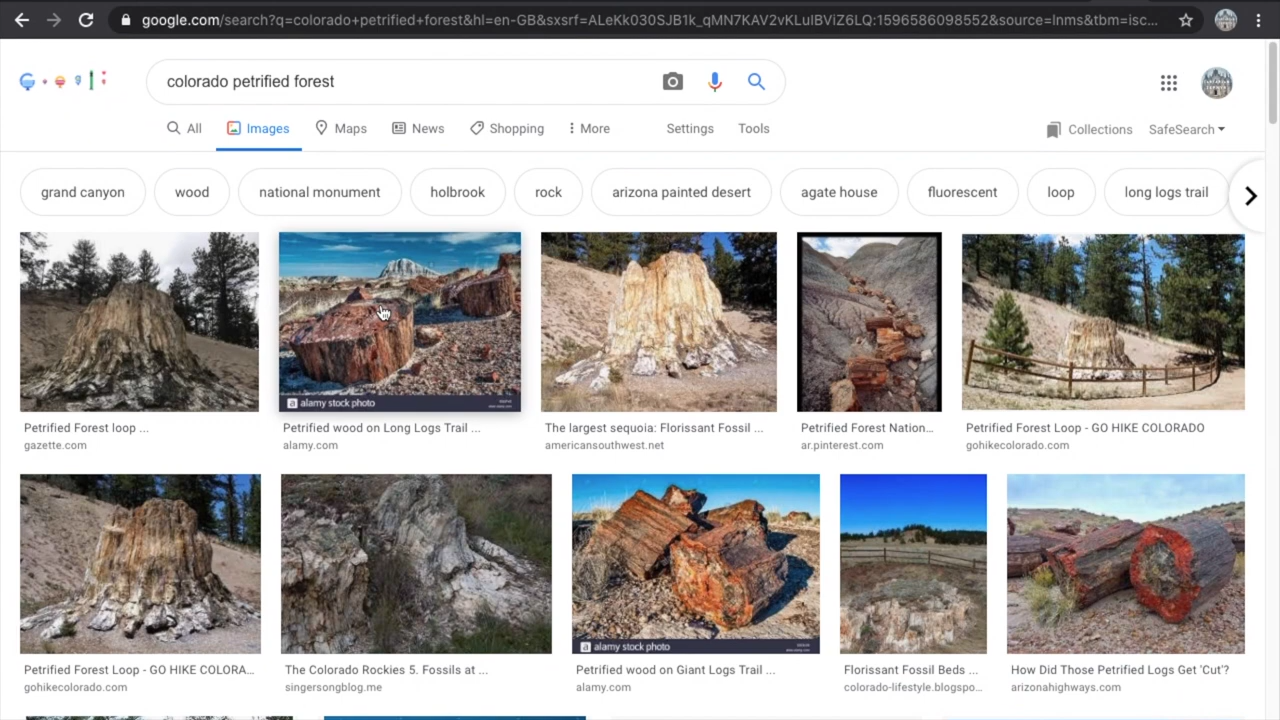 google.com/search?q=colorado+petrified+forest&hl=en-GB&sxsrf=ALeKk030SJB1k_qMN7KAV2vKLuIBViZ6LQ:1596586098552&source=lnms&tbm=isc...
colorado petrified forest
All Images Maps News Shopping More Settings Tools Collections SafeSearch
grand canyon wood national monument holbrook rock arizona painted desert agate house fluorescent loop long logs trail
a alamy stock photo
Petrified Forest loop ... Petrified wood on Long Logs Trail ... The largest sequoia: Florissant Fossil ... Petrified Forest Nation... Petrified Forest Loop - GO HIKE COLORADO
gazette.com alamy.com americansouthwest.net ar.pinterest.com gohikecolorado.com
a alamy stock photo
Petrified Forest Loop - GO HIKE COLORA... The Colorado Rockies 5. Fossils at ... Petrified wood on Giant Logs Trail ... Florissant Fossil Beds ... How Did Those Petrified Logs Get 'Cut'?
gohikecolorado.com singersongblog.me alamy.com colorado-lifestyle.blogspo... arizonahighways.com